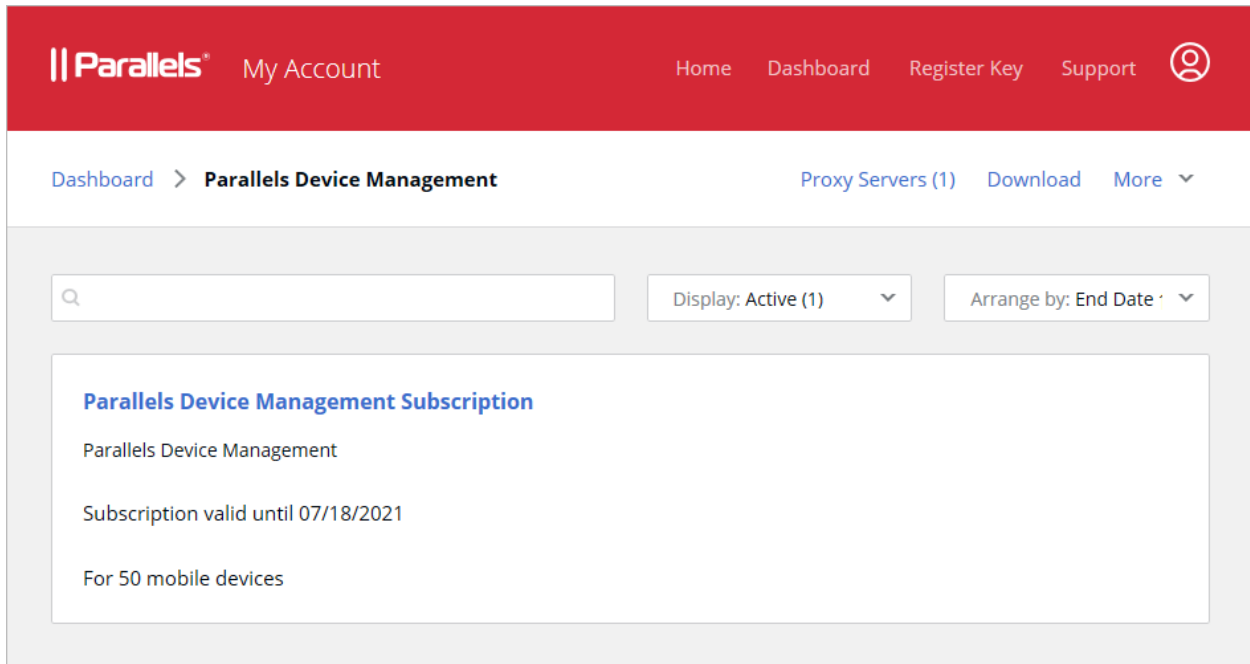 Parallels® My Account Home Dashboard Register Key Support
Dashboard > Parallels Device Management Proxy Servers (1) Download More
Display: Active (1) Arrange by: End Date
Parallels Device Management Subscription
Parallels Device Management
Subscription valid until 07/18/2021
For 50 mobile devices